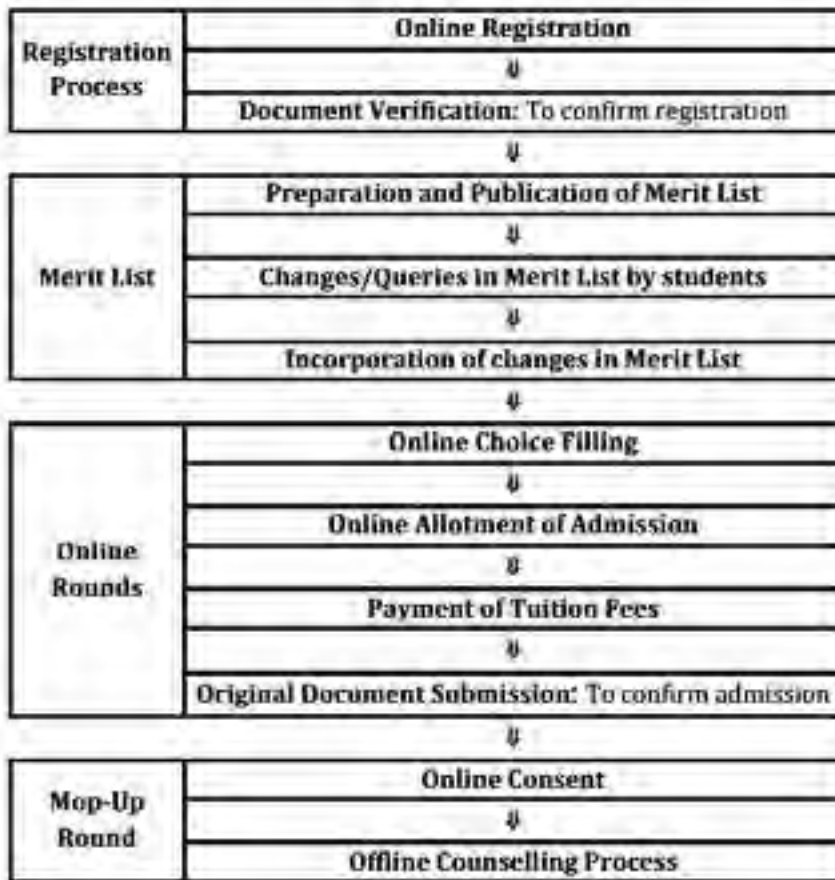 Registration
Process
Online Registration
⇓
Document Verification: To confirm registration
⇓
Merit List
Preparation and Publication of Merit List
⇓
Changes/Queries in Merit List by students
⇓
Incorporation of changes in Merit List
⇓
Online
Rounds
Online Choice Filling
⇓
Online Allotment of Admission
⇓
Payment of Tuition Fees
⇓
Original Document Submission: To confirm admission
⇓
Mop-Up
Round
Online Consent
⇓
Offline Counselling Process